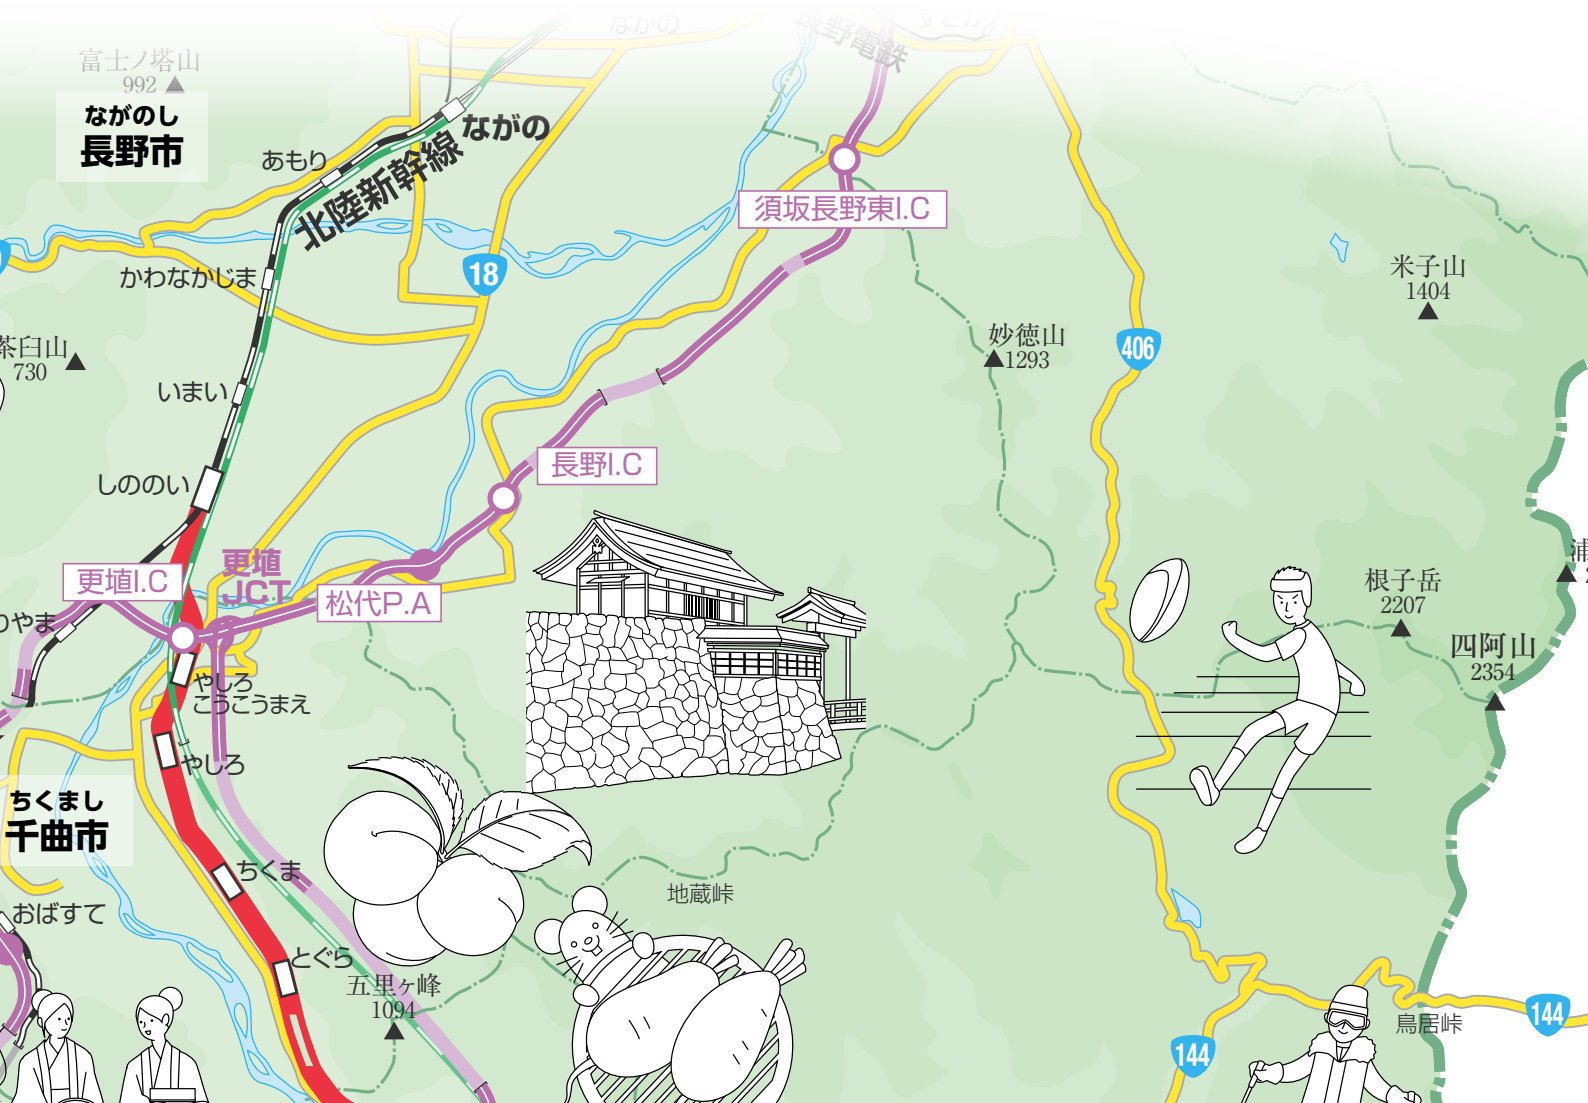 ながの
長野電鉄
すざか
富士ノ塔山
992
ながのし
長野市
あもり
ながの
北陸新幹線
須坂長野東I.C
かわなかじま
18
米子山
1404
茶臼山
730
妙徳山
1293
406
いまい
長野I.C
しののい
更埴I.C
更埴
JCT
松代P.A
根子岳
2207
四阿山
2354
やしろ
こうこうまえ
やしろ
ちくまし
千曲市
ちくま
地蔵峠
おばすて
とぐら
五里ヶ峰
1094
鳥居峠
144
144